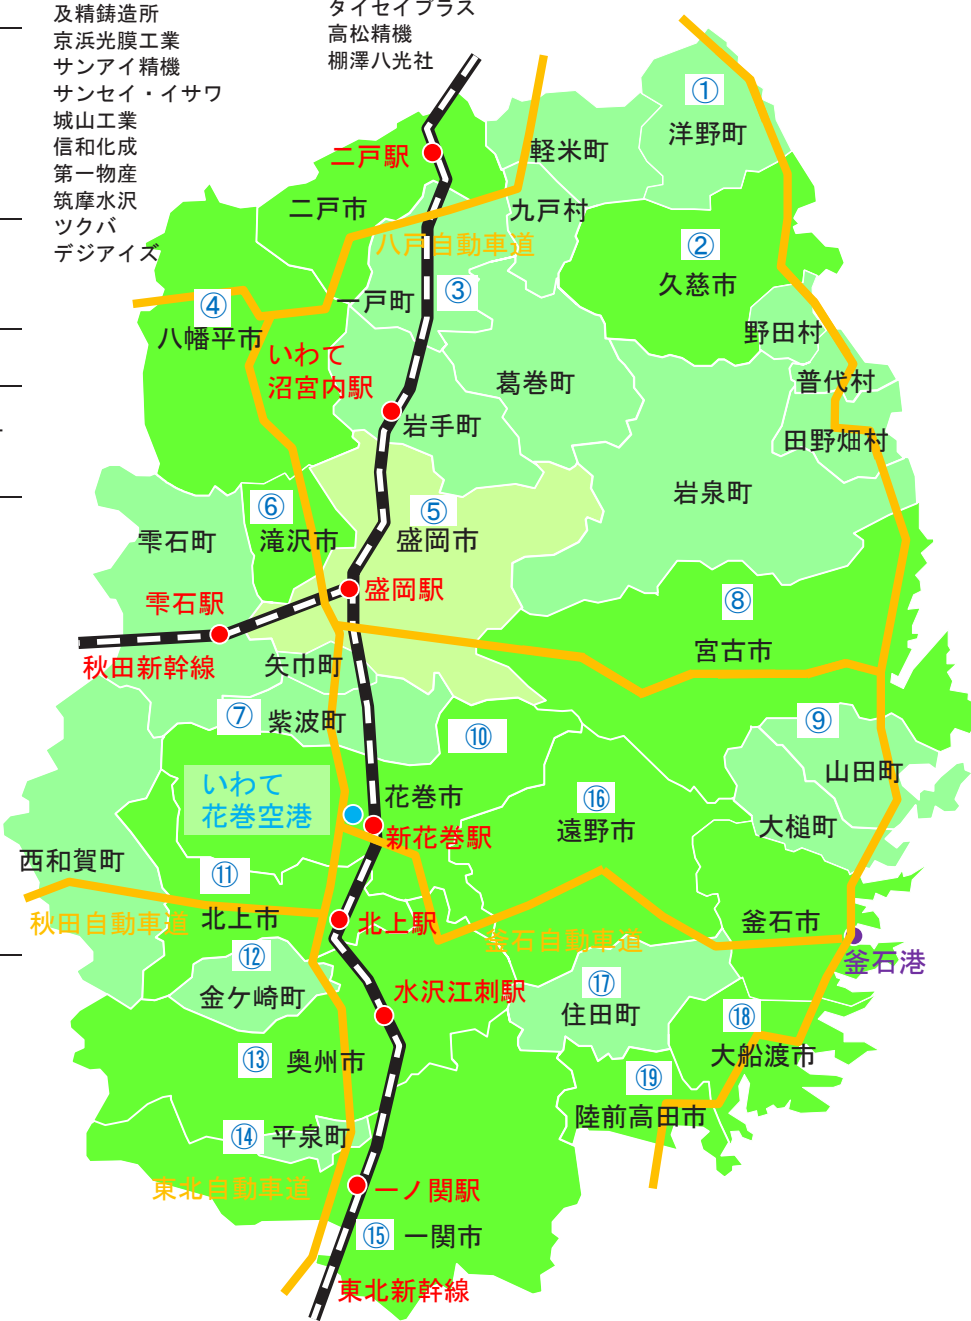 及精鋳造所
京浜光膜工業
サンアイ精機
サンセイ・イサワ
城山工業
信和化成
第一物産
筑摩水沢
ツクバ
デジアイズ
タイセイプラス
高松精機
棚澤八光社
①
洋野町
軽米町
二戸駅
二戸市
九戸村
八戸自動車道
②
久慈市
③
一戸町
④
八幡平市
野田村
いわて
沼宮内駅
葛巻町
普代村
岩手町
田野畑村
岩泉町
⑤
盛岡市
⑥
滝沢市
雫石町
盛岡駅
雫石駅
⑧
宮古市
秋田新幹線
矢巾町
⑦
紫波町
⑨
⑩
山田町
いわて
花巻空港
花巻市
⑯
遠野市
大槌町
新花巻駅
西和賀町
⑪
北上市
秋田自動車道
北上駅
釜石自動車道
釜石市
釜石港
⑫
金ケ崎町
水沢江刺駅
⑰
住田町
⑱
大船渡市
⑬
奥州市
⑲
陸前高田市
⑭
平泉町
東北自動車道
一ノ関駅
⑮
一関市
東北新幹線